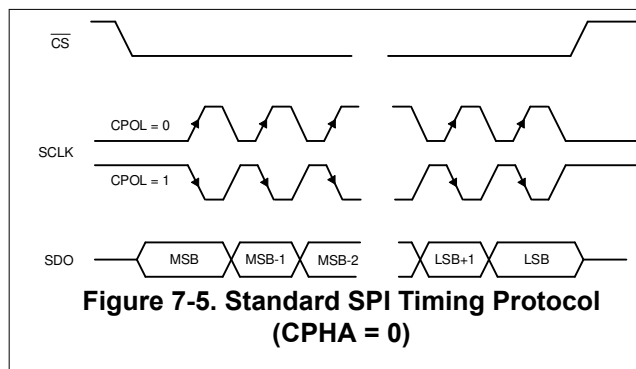 C̅S̅
CPOL = 0
SCLK
CPOL = 1
SDO MSB MSB-1 MSB-2 LSB+1 LSB
Figure 7-5. Standard SPI Timing Protocol
(CPHA = 0)